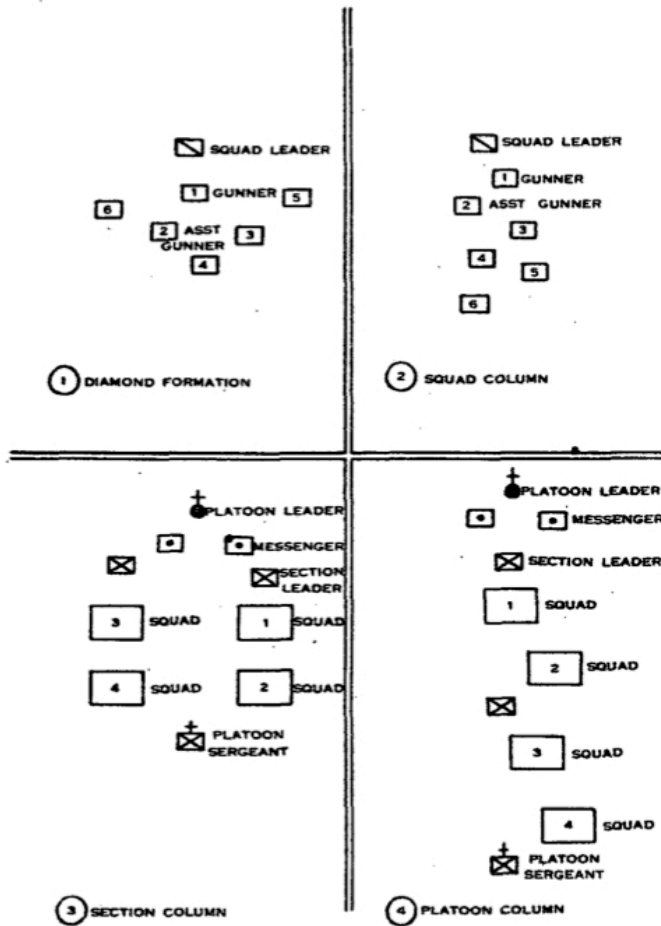 SQUAD LEADER
1 GUNNER
5
6
2 ASST
GUNNER
3
4
1 DIAMOND FORMATION
SQUAD LEADER
1 GUNNER
2 ASST GUNNER
3
4
5
6
2 SQUAD COLUMN
PLATOON LEADER
MESSENGER
SECTION
LEADER
3 SQUAD
1 SQUAD
4 SQUAD
2 SQUAD
PLATOON
SERGEANT
3 SECTION COLUMN
PLATOON LEADER
MESSENGER
SECTION LEADER
1 SQUAD
2 SQUAD
3 SQUAD
4 SQUAD
PLATOON
SERGEANT
4 PLATOON COLUMN